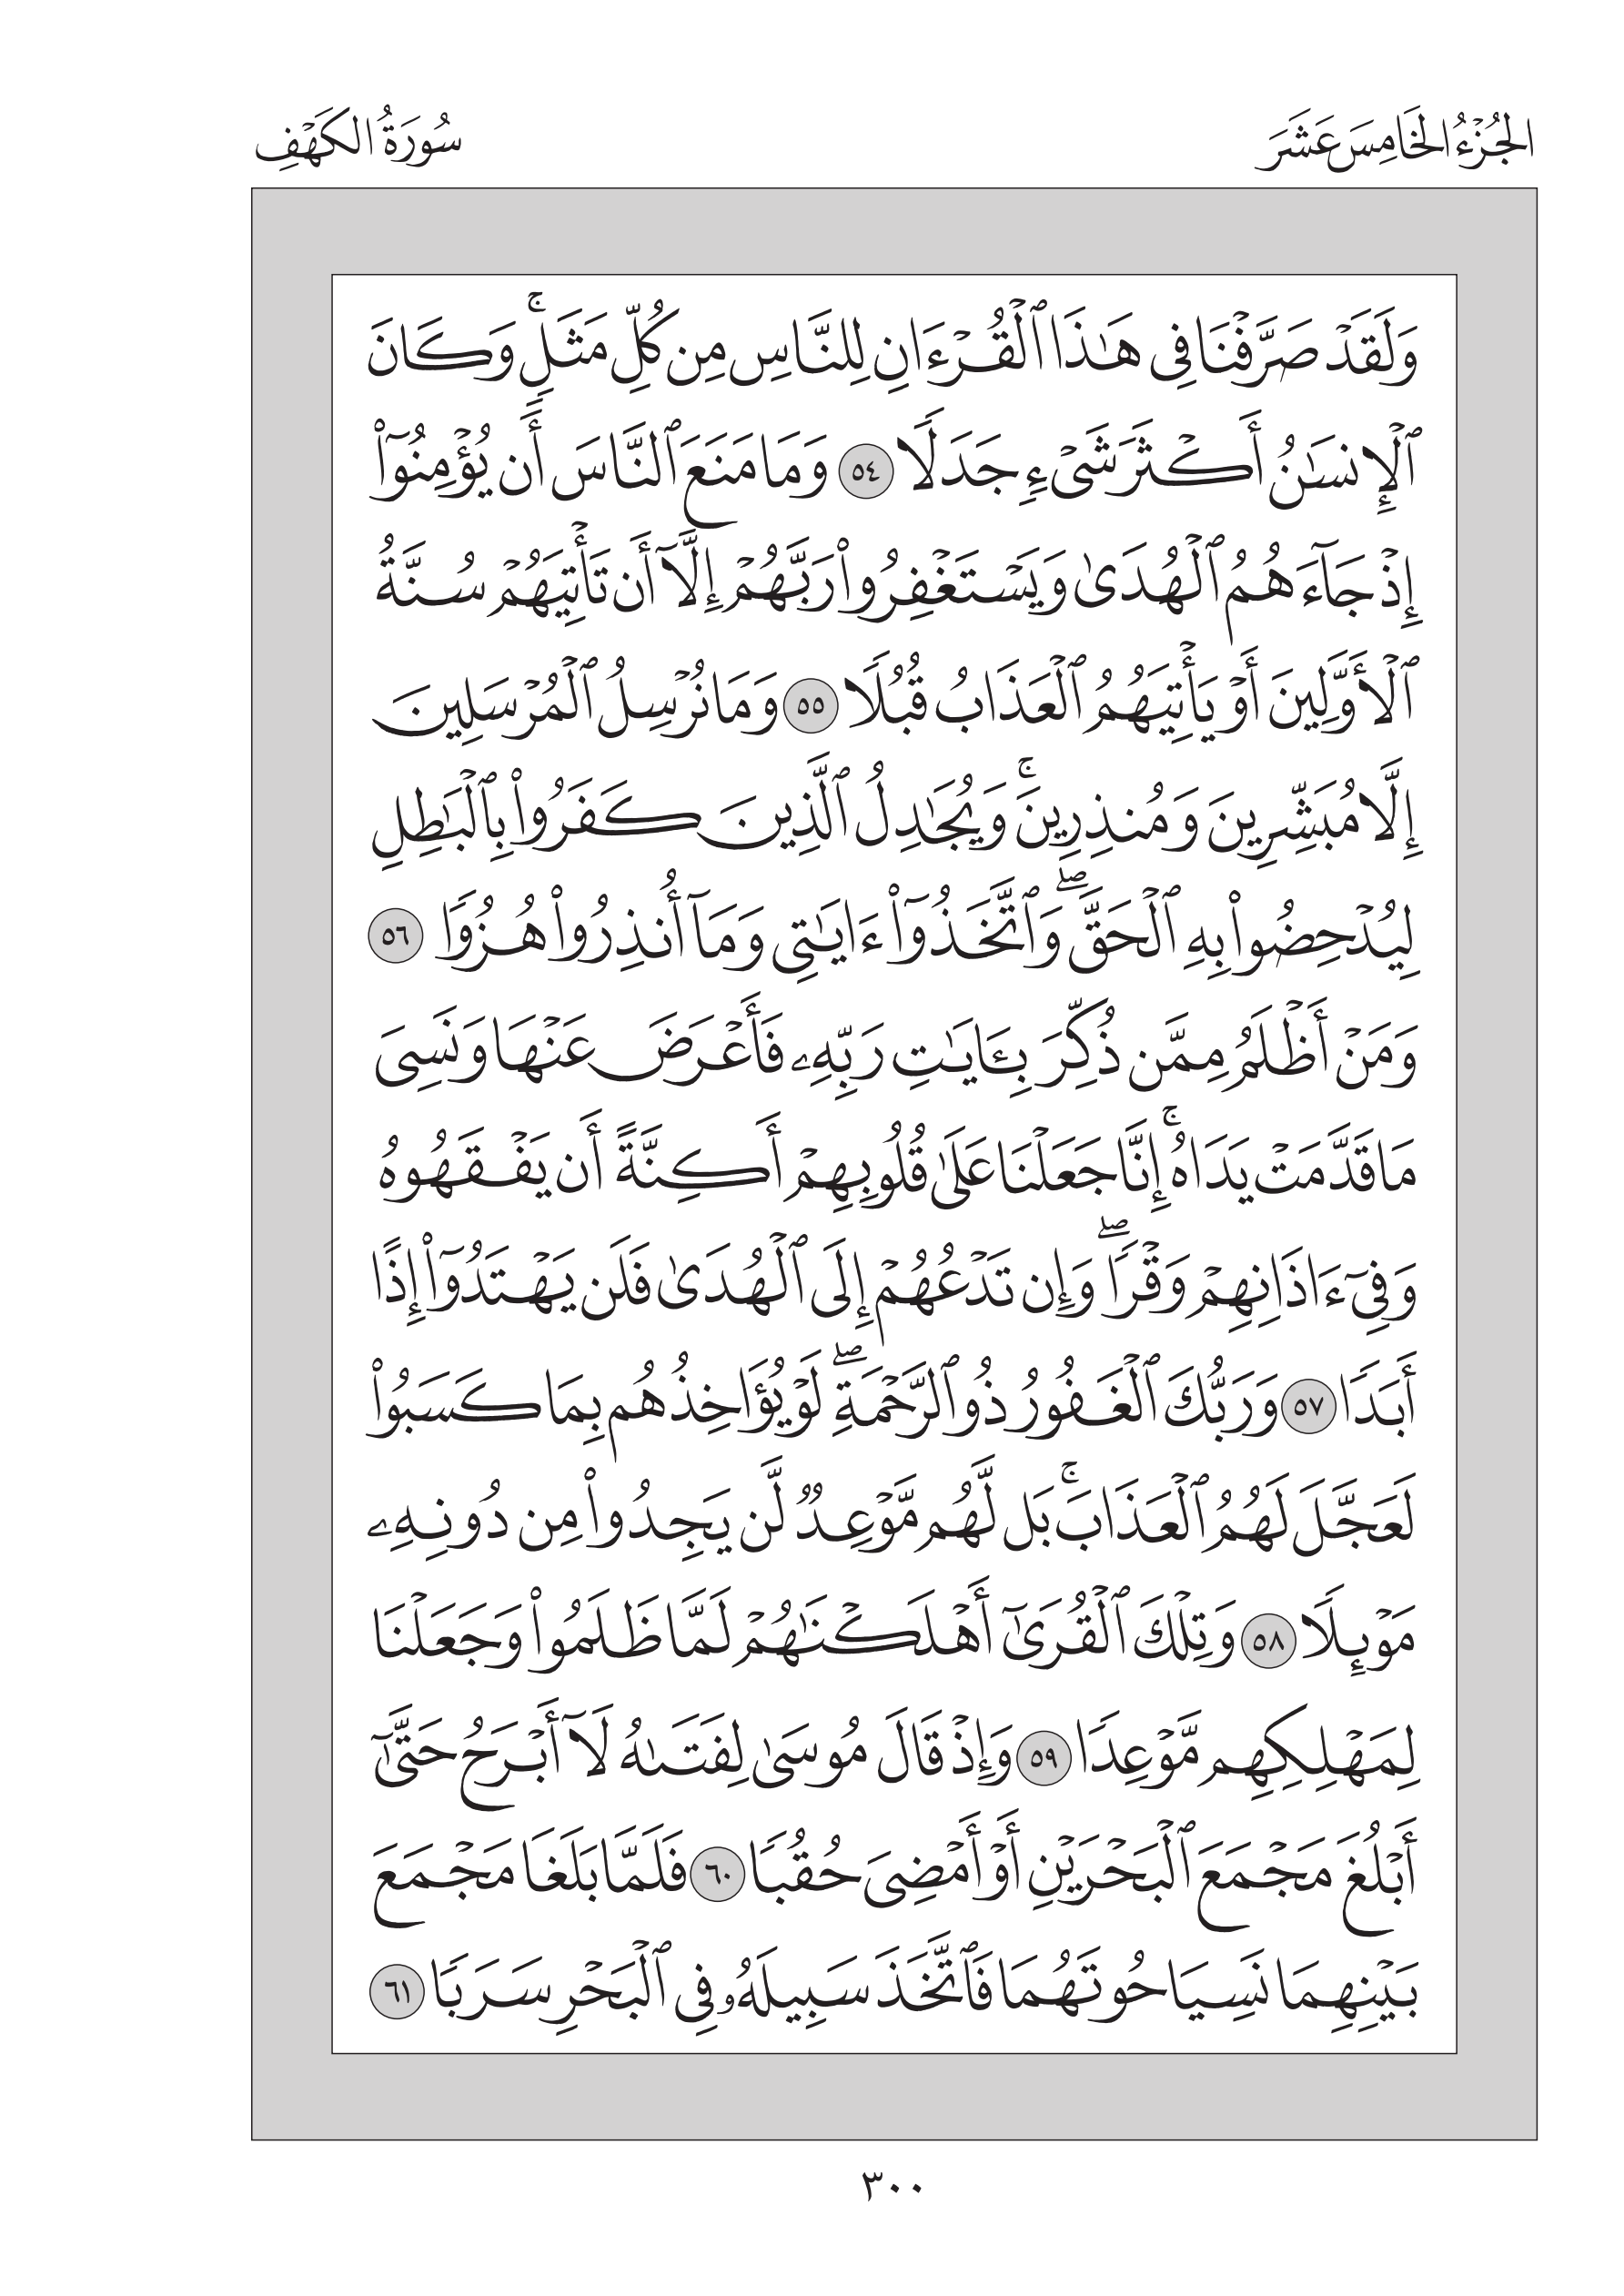 الجُزْءُ الخَامِسَ عَشَرَ
سُورَةُ الكَهْفِ
وَلَقَدۡ صَرَّفۡنَا فِي هَٰذَا ٱلۡقُرۡءَانِ لِلنَّاسِ مِن كُلِّ مَثَلٖۚ وَكَانَ
ٱلۡإِنسَٰنُ أَكۡثَرَ شَيۡءٖ جَدَلٗا ٥٤ وَمَا مَنَعَ ٱلنَّاسَ أَن يُؤۡمِنُوٓاْ
إِذۡ جَآءَهُمُ ٱلۡهُدَىٰ وَيَسۡتَغۡفِرُواْ رَبَّهُمۡ إِلَّآ أَن تَأۡتِيَهُمۡ سُنَّةُ
ٱلۡأَوَّلِينَ أَوۡ يَأۡتِيَهُمُ ٱلۡعَذَابُ قُبُلٗا ٥٥ وَمَا نُرۡسِلُ ٱلۡمُرۡسَلِينَ
إِلَّا مُبَشِّرِينَ وَمُنذِرِينَۚ وَيُجَٰدِلُ ٱلَّذِينَ كَفَرُواْ بِٱلۡبَٰطِلِ
لِيُدۡحِضُواْ بِهِ ٱلۡحَقَّۖ وَٱتَّخَذُوٓاْ ءَايَٰتِي وَمَآ أُنذِرُواْ هُزُوٗا ٥٦
وَمَنۡ أَظۡلَمُ مِمَّن ذُكِّرَ بِـَٔايَٰتِ رَبِّهِۦ فَأَعۡرَضَ عَنۡهَا وَنَسِيَ
مَا قَدَّمَتۡ يَدَاهُۚ إِنَّا جَعَلۡنَا عَلَىٰ قُلُوبِهِمۡ أَكِنَّةً أَن يَفۡقَهُوهُ
وَفِيٓ ءَاذَانِهِمۡ وَقۡرٗاۖ وَإِن تَدۡعُهُمۡ إِلَى ٱلۡهُدَىٰ فَلَن يَهۡتَدُوٓاْ إِذًا
أَبَدٗا ٥٧ وَرَبُّكَ ٱلۡغَفُورُ ذُو ٱلرَّحۡمَةِۖ لَوۡ يُؤَاخِذُهُم بِمَا كَسَبُواْ
لَعَجَّلَ لَهُمُ ٱلۡعَذَابَۚ بَل لَّهُم مَّوۡعِدٞ لَّن يَجِدُواْ مِن دُونِهِۦ
مَوۡئِلٗا ٥٨ وَتِلۡكَ ٱلۡقُرَىٰٓ أَهۡلَكۡنَٰهُمۡ لَمَّا ظَلَمُواْ وَجَعَلۡنَا
لِمَهۡلِكِهِم مَّوۡعِدٗا ٥٩ وَإِذۡ قَالَ مُوسَىٰ لِفَتَىٰهُ لَآ أَبۡرَحُ حَتَّىٰٓ
أَبۡلُغَ مَجۡمَعَ ٱلۡبَحۡرَيۡنِ أَوۡ أَمۡضِيَ حُقُبٗا ٦٠ فَلَمَّا بَلَغَا مَجۡمَعَ
بَيۡنِهِمَا نَسِيَا حُوتَهُمَا فَٱتَّخَذَ سَبِيلَهُۥ فِي ٱلۡبَحۡرِ سَرَبٗا ٦١
٣٠٠